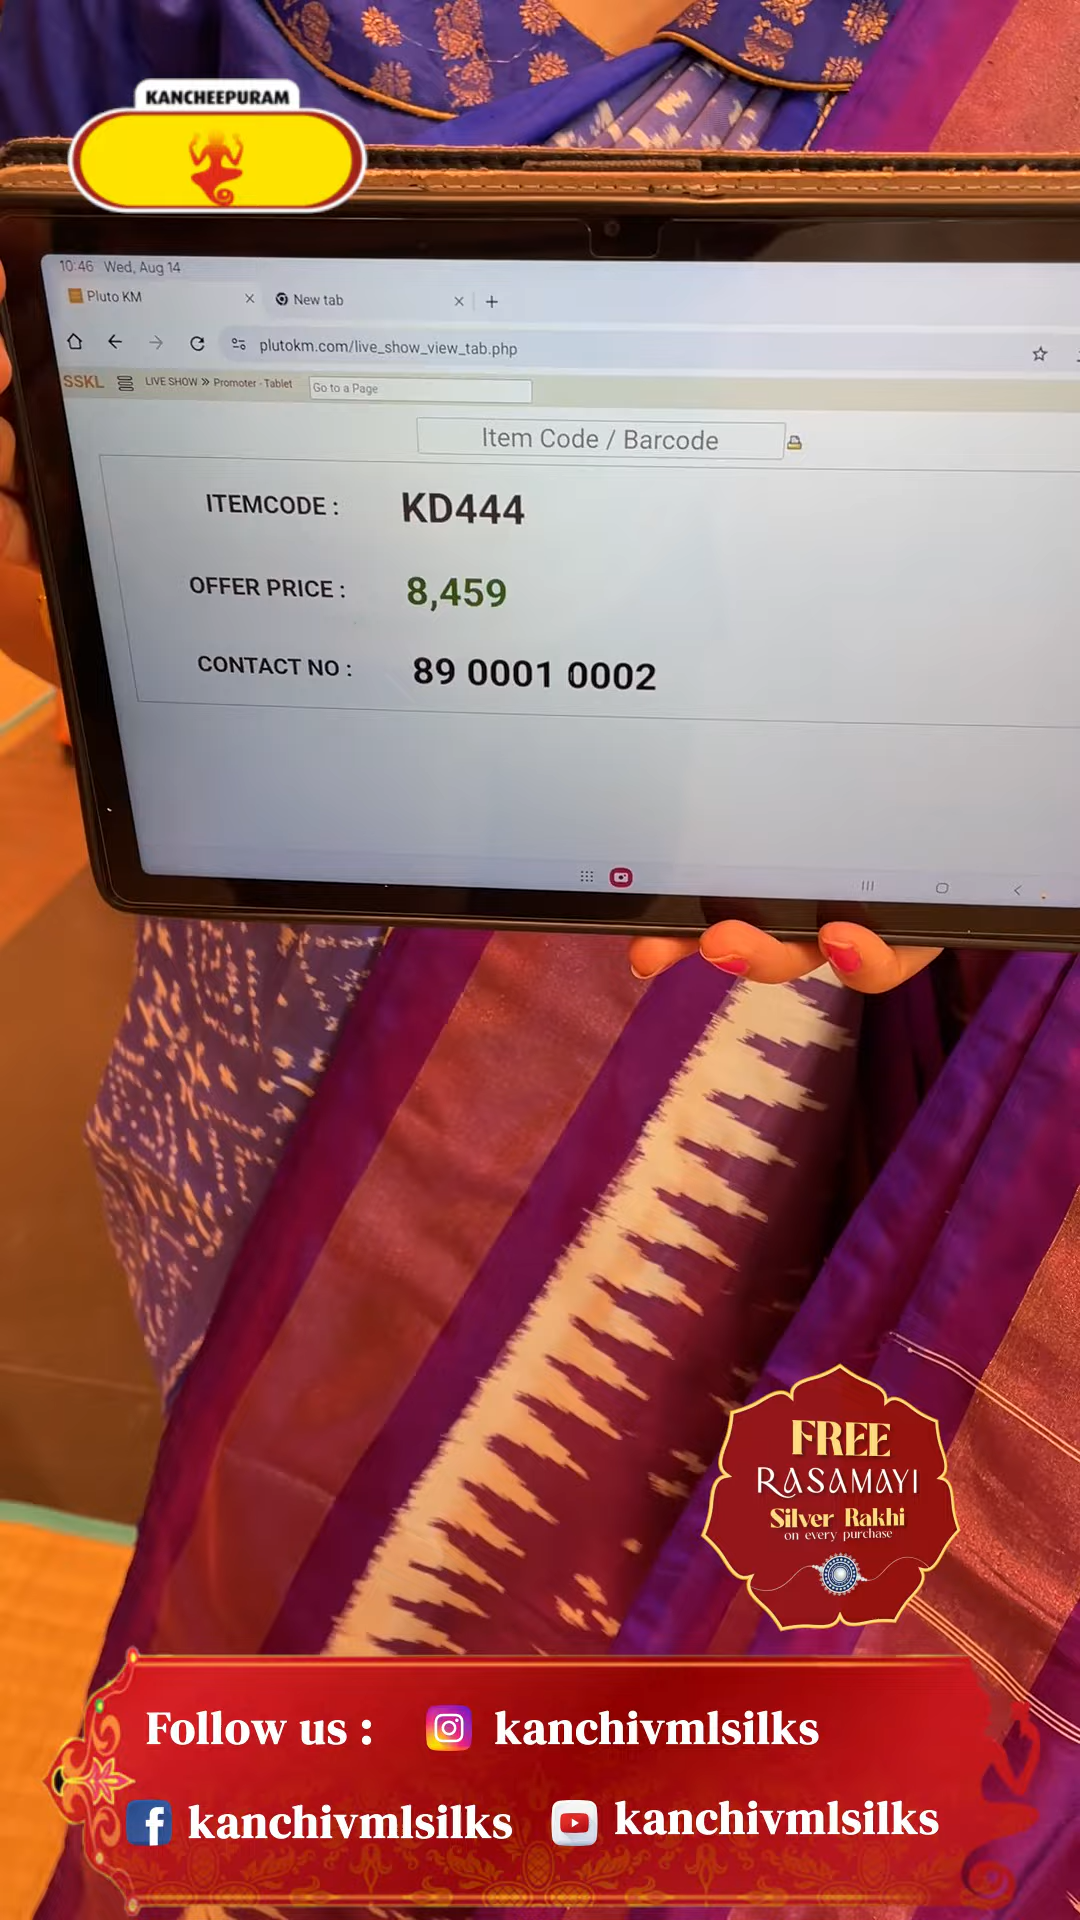 KANCHEEPURAM
10:46 Wed, Aug 14
Pluto KM
New tab
plutokm.com/live_show_view_tab.php
SSKL LIVE SHOW » Promoter - Tablet Go to a Page
Item Code / Barcode
ITEMCODE : KD444
OFFER PRICE : 8,459
CONTACT NO : 89 0001 0002
FREE
RASAMAYI
Silver Rakhi
on every purchase
Follow us : kanchivmlsilks
kanchivmlsilks kanchivmlsilks